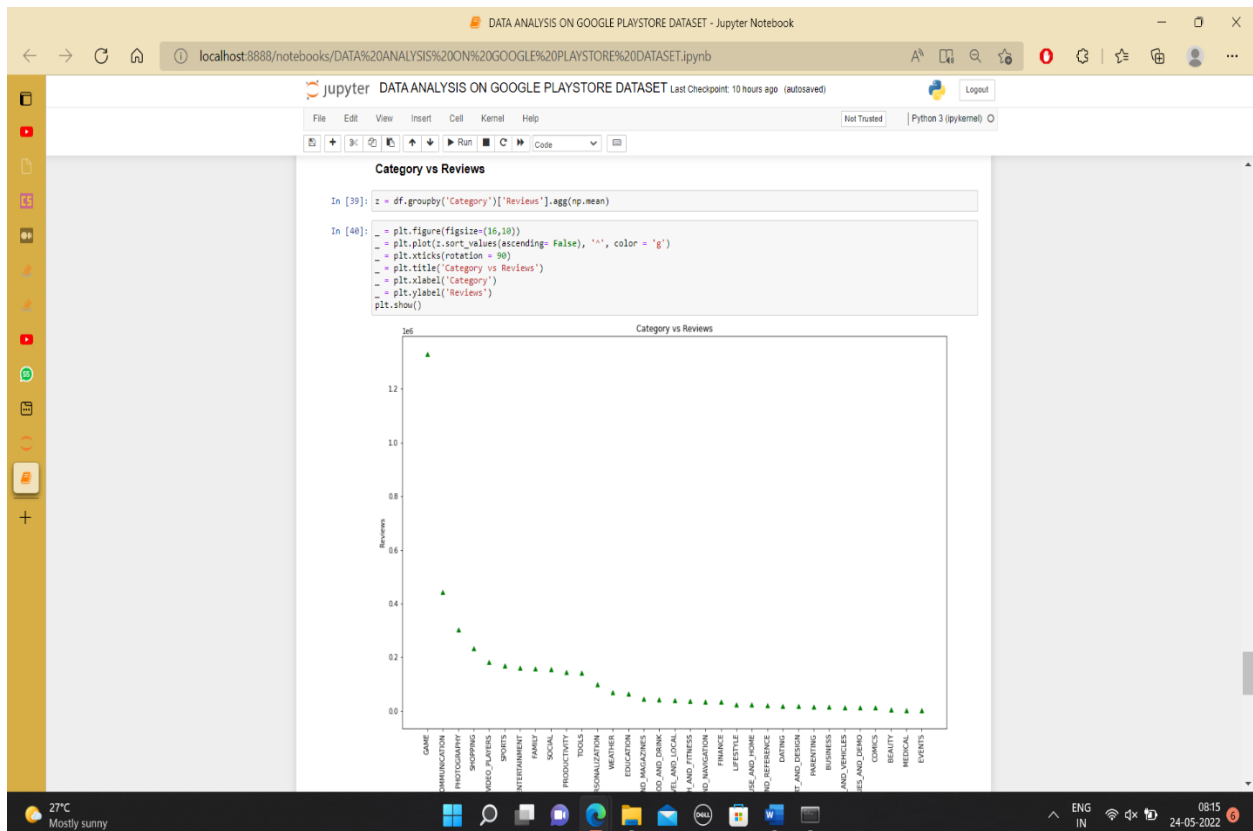 DATA ANALYSIS ON GOOGLE PLAYSTORE DATASET - Jupyter Notebook
localhost:8888/notebooks/DATA%20ANALYSIS%20ON%20GOOGLE%20PLAYSTORE%20DATASET.ipynb
jupyter DATA ANALYSIS ON GOOGLE PLAYSTORE DATASET Last Checkpoint: 10 hours ago (autosaved)
Logout
File Edit View Insert Cell Kernel Help
Not Trusted
Python 3 (ipykernel)
Run
Code
Category vs Reviews
In [39]: z = df.groupby('Category')['Reviews'].agg(np.mean)
In [40]: _ = plt.figure(figsize=(16,10))
_ = plt.plot(z.sort_values(ascending= False), '^', color = 'g')
_ = plt.xticks(rotation = 90)
_ = plt.title('Category vs Reviews')
_ = plt.xlabel('Category')
_ = plt.ylabel('Reviews')
plt.show()
Category vs Reviews
1e6
1.2
1.0
0.8
0.6
0.4
0.2
0.0
Reviews
GAME
OMMUNICATION
PHOTOGRAPHY
SHOPPING
VIDEO_PLAYERS
SPORTS
NTERTAINMENT
FAMILY
SOCIAL
PRODUCTIVITY
TOOLS
RSONALIZATION
WEATHER
EDUCATION
ND_MAGAZINES
OD_AND_DRINK
VEL_AND_LOCAL
H_AND_FITNESS
ND_NAVIGATION
FINANCE
LIFESTYLE
USE_AND_HOME
ND_REFERENCE
DATING
RT_AND_DESIGN
PARENTING
BUSINESS
AND_VEHICLES
IES_AND_DEMO
COMICS
BEAUTY
MEDICAL
EVENTS
27°C
Mostly sunny
DELL
ENG
IN
08:15
24-05-2022
6